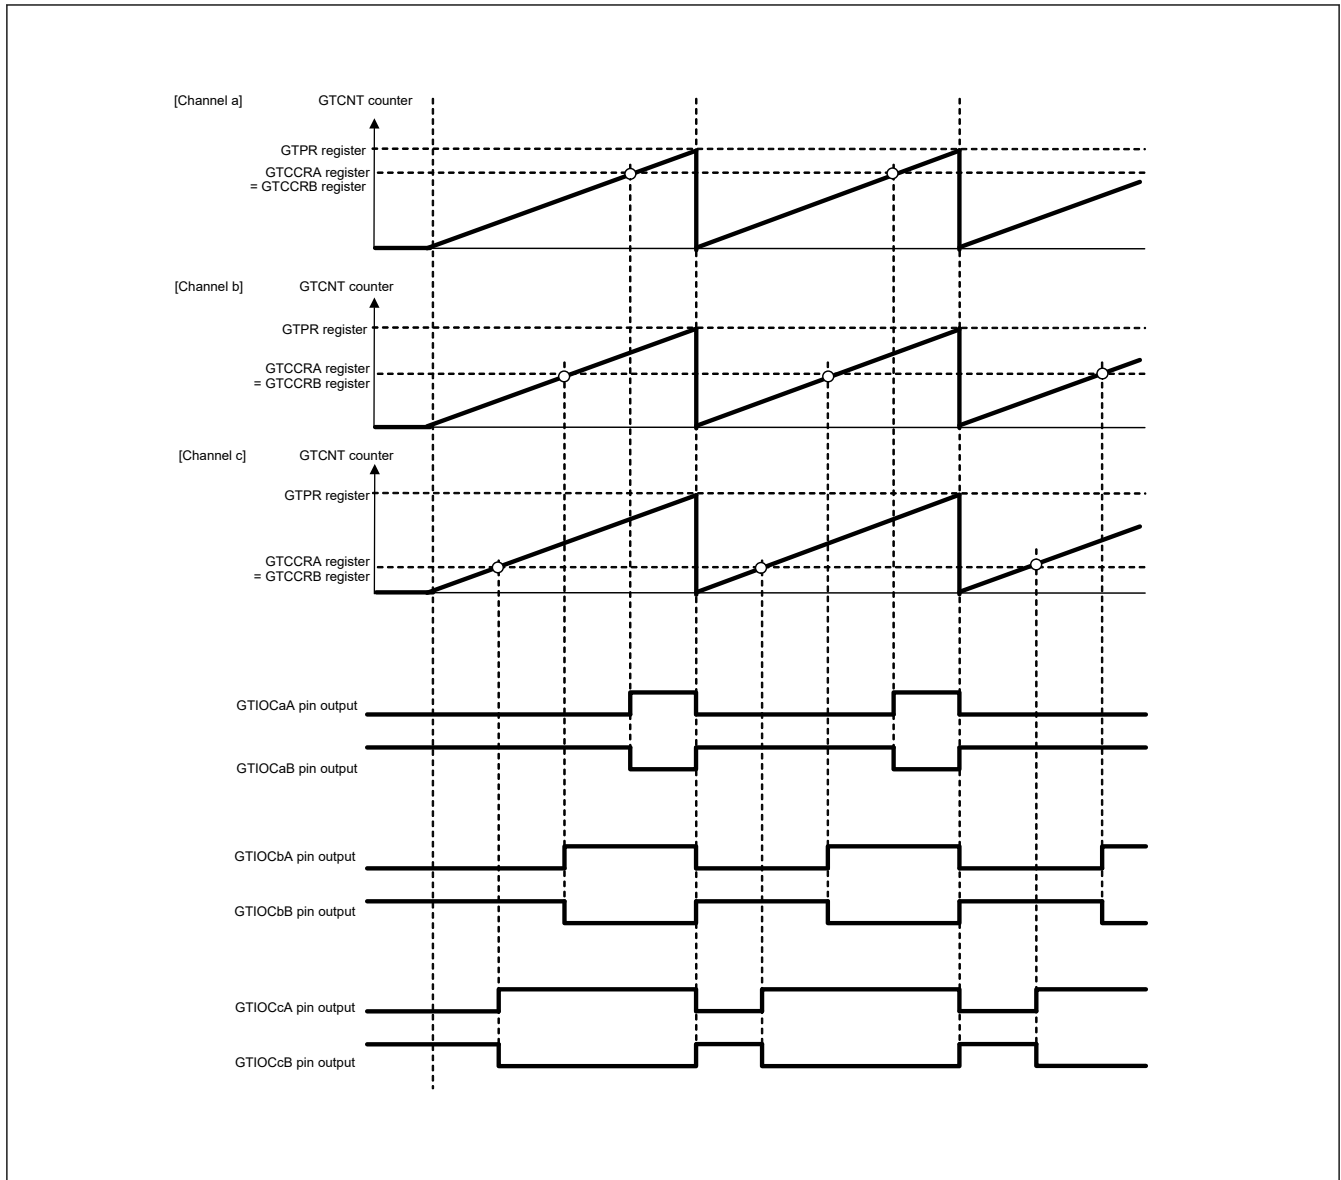 [Channel a] GTCNT counter
GTPR register
GTCCRA register
= GTCCRB register
[Channel b] GTCNT counter
GTPR register
GTCCRA register
= GTCCRB register
[Channel c] GTCNT counter
GTPR register
GTCCRA register
= GTCCRB register
GTIOCaA pin output
GTIOCaB pin output
GTIOCbA pin output
GTIOCbB pin output
GTIOCcA pin output
GTIOCcB pin output